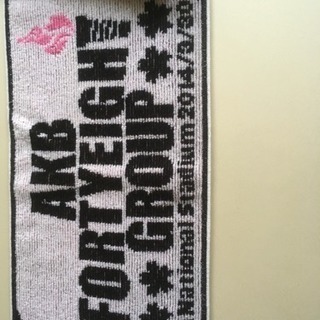 AKB
FORTYEIGHT
GROUP
National Stadium 2014/3/30